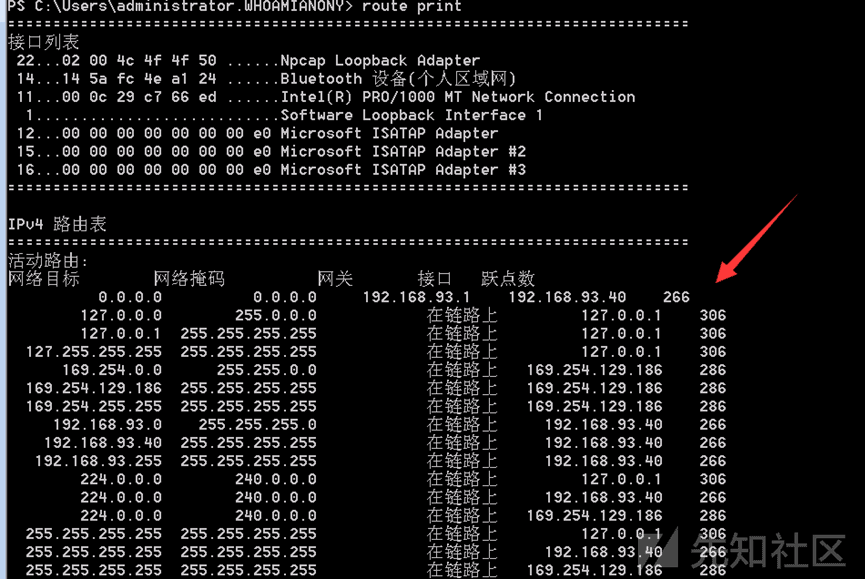 PS C:\Users\administrator.WHOAMIANONY> route print
===========================================================================
接口列表
22...02 00 4c 4f 4f 50 ......Npcap Loopback Adapter
14...14 5a fc 4e a1 24 ......Bluetooth 设备(个人区域网)
11...00 0c 29 c7 66 ed ......Intel(R) PRO/1000 MT Network Connection
1...........................Software Loopback Interface 1
12...00 00 00 00 00 00 00 e0 Microsoft ISATAP Adapter
15...00 00 00 00 00 00 00 e0 Microsoft ISATAP Adapter #2
16...00 00 00 00 00 00 00 e0 Microsoft ISATAP Adapter #3
===========================================================================
IPv4 路由表
===========================================================================
活动路由:
网络目标 网络掩码 网关 接口 跃点数
0.0.0.0 0.0.0.0 192.168.93.1 192.168.93.40 266
127.0.0.0 255.0.0.0 在链路上 127.0.0.1 306
127.0.0.1 255.255.255.255 在链路上 127.0.0.1 306
127.255.255.255 255.255.255.255 在链路上 127.0.0.1 306
169.254.0.0 255.255.0.0 在链路上 169.254.129.186 286
169.254.129.186 255.255.255.255 在链路上 169.254.129.186 286
169.254.255.255 255.255.255.255 在链路上 169.254.129.186 286
192.168.93.0 255.255.255.0 在链路上 192.168.93.40 266
192.168.93.40 255.255.255.255 在链路上 192.168.93.40 266
192.168.93.255 255.255.255.255 在链路上 192.168.93.40 266
224.0.0.0 240.0.0.0 在链路上 127.0.0.1 306
224.0.0.0 240.0.0.0 在链路上 192.168.93.40 266
224.0.0.0 240.0.0.0 在链路上 169.254.129.186 286
255.255.255.255 255.255.255.255 在链路上 127.0.0.1 306
255.255.255.255 255.255.255.255 在链路上 192.168.93.40 266
255.255.255.255 255.255.255.255 在链路上 169.254.129.186 286
先知社区